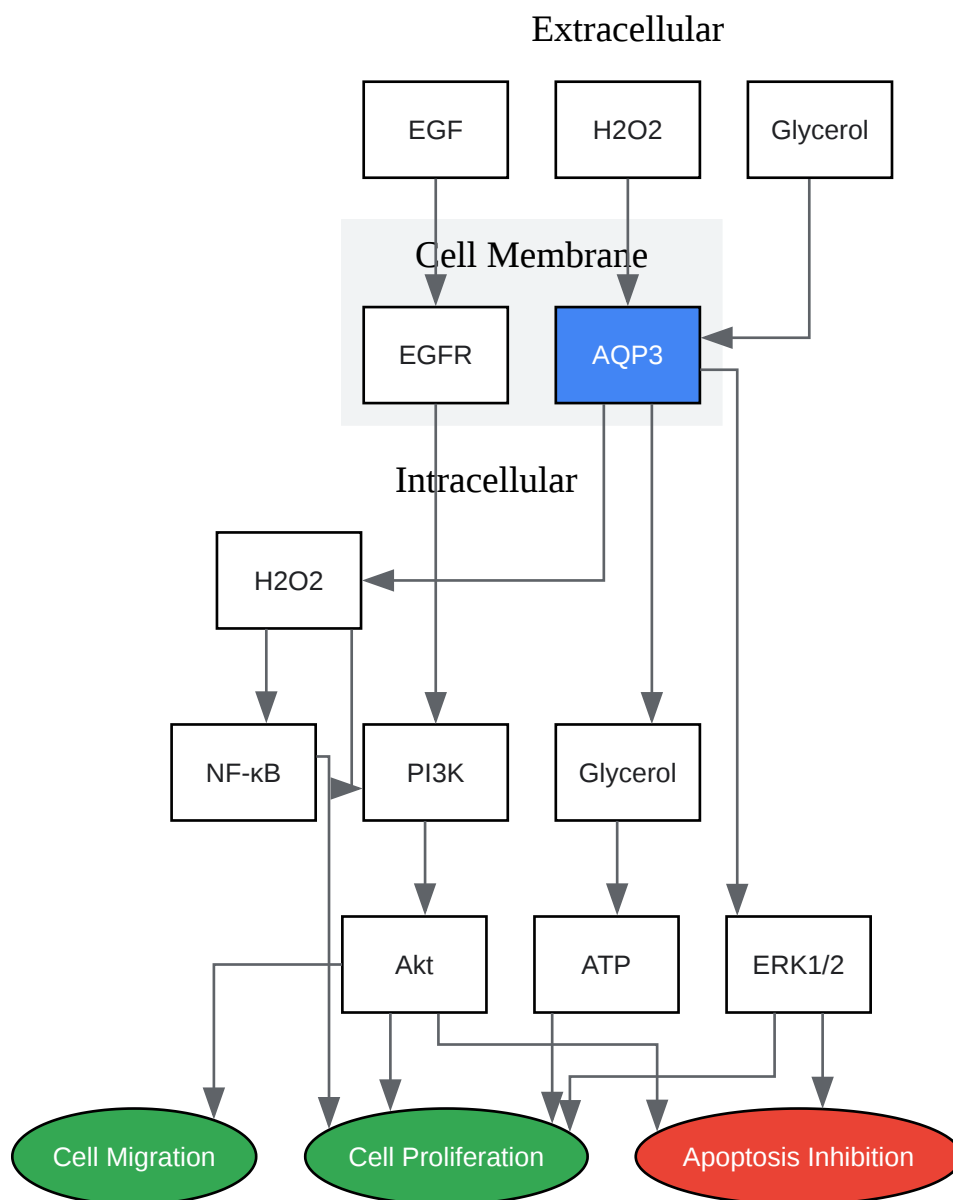 Extracellular
EGF
H2O2
Glycerol
Cell Membrane
EGFR
AQP3
Intracellular
H2O2
NF-κB
PI3K
Glycerol
Akt
ATP
ERK1/2
Cell Migration
Cell Proliferation
Apoptosis Inhibition